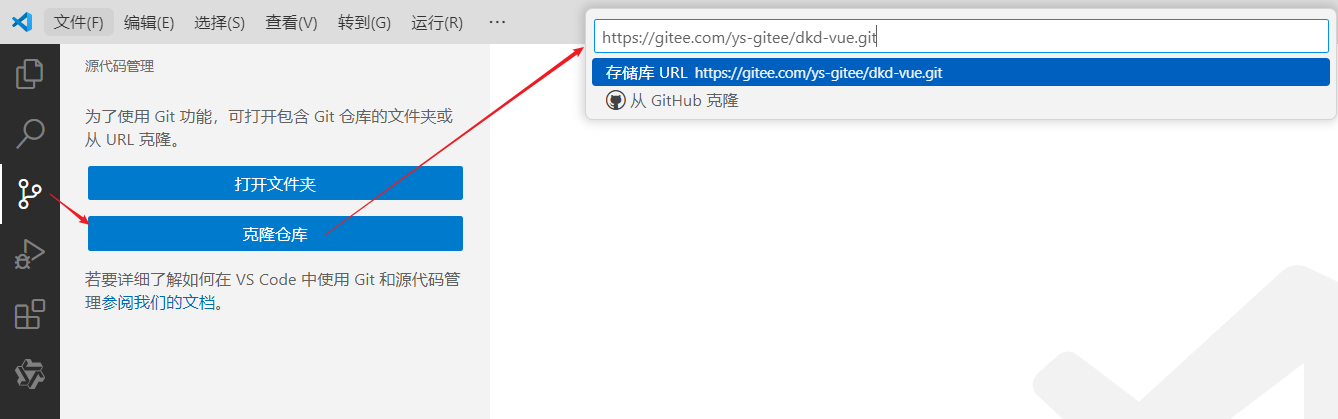 文件(F) 编辑(E) 选择(S) 查看(V) 转到(G) 运行(R) ···
https://gitee.com/ys-gitee/dkd-vue.git
存储库 URL https://gitee.com/ys-gitee/dkd-vue.git
从 GitHub 克隆
源代码管理
为了使用 Git 功能，可打开包含 Git 仓库的文件夹或
从 URL 克隆。
打开文件夹
克隆仓库
若要详细了解如何在 VS Code 中使用 Git 和源代码管
理参阅我们的文档。